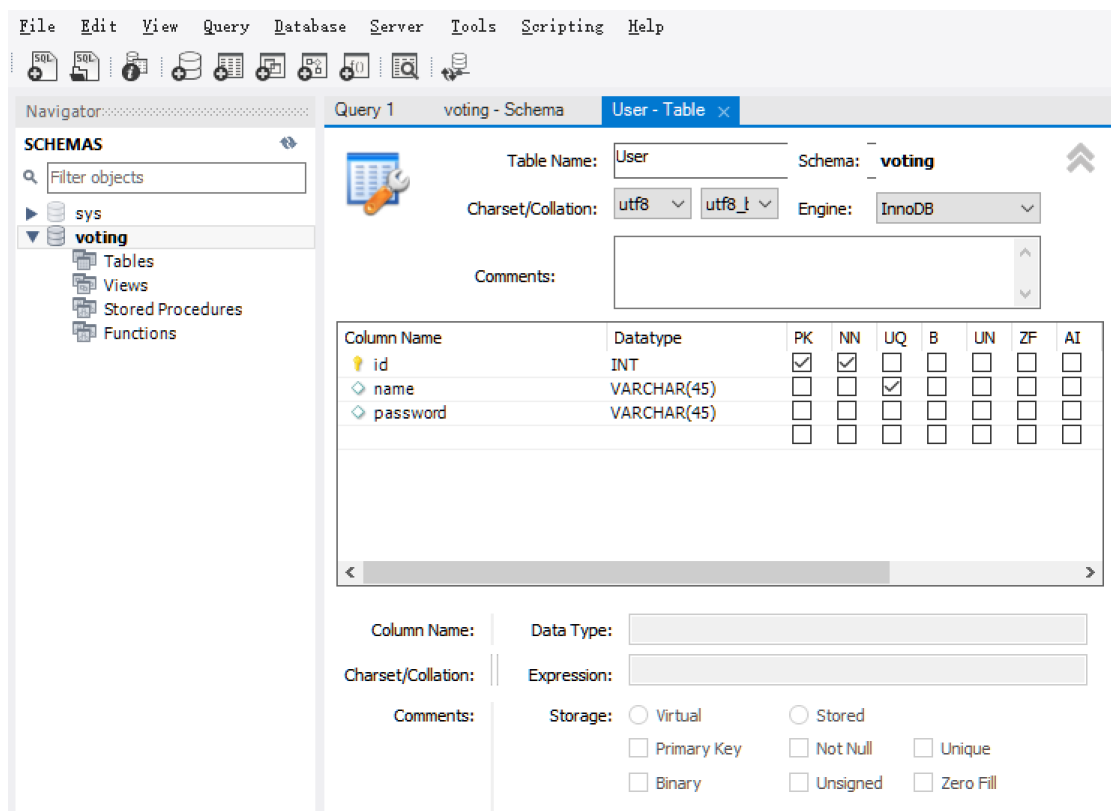 File Edit View Query Database Server Tools Scripting Help
SQL SQL
Navigator
Query 1 voting - Schema User - Table
SCHEMAS
Filter objects
sys
voting
Tables
Views
Stored Procedures
Functions
Table Name: User Schema: voting
Charset/Collation: utf8 utf8_b Engine: InnoDB
Comments:
Column Name Datatype PK NN UQ B UN ZF AI
id INT
name VARCHAR(45)
password VARCHAR(45)
Column Name: Data Type:
Charset/Collation: Expression:
Comments: Storage: Virtual Stored
Primary Key Not Null Unique
Binary Unsigned Zero Fill